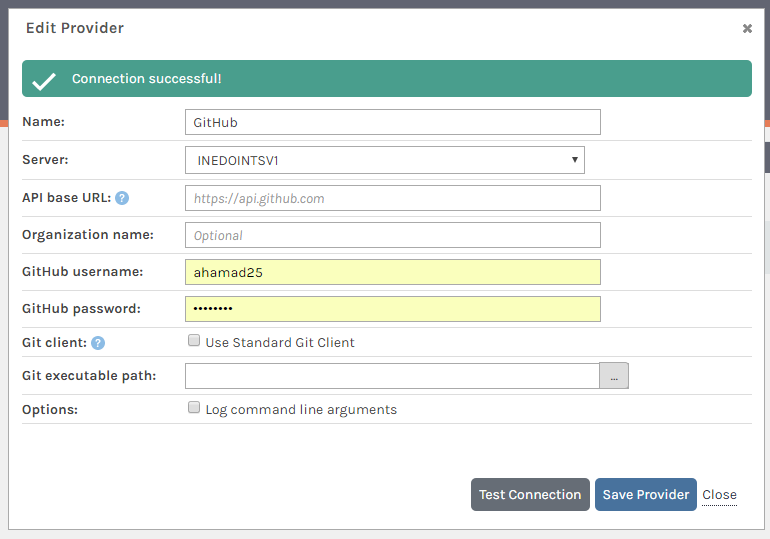 Edit Provider ×
Connection successful!
Name: GitHub
Server: INEDOINTSV1
API base URL: ? https://api.github.com
Organization name: Optional
GitHub username: ahamad25
GitHub password: ••••••••
Git client: ? Use Standard Git Client
Git executable path: ...
Options: Log command line arguments
Test Connection Save Provider Close